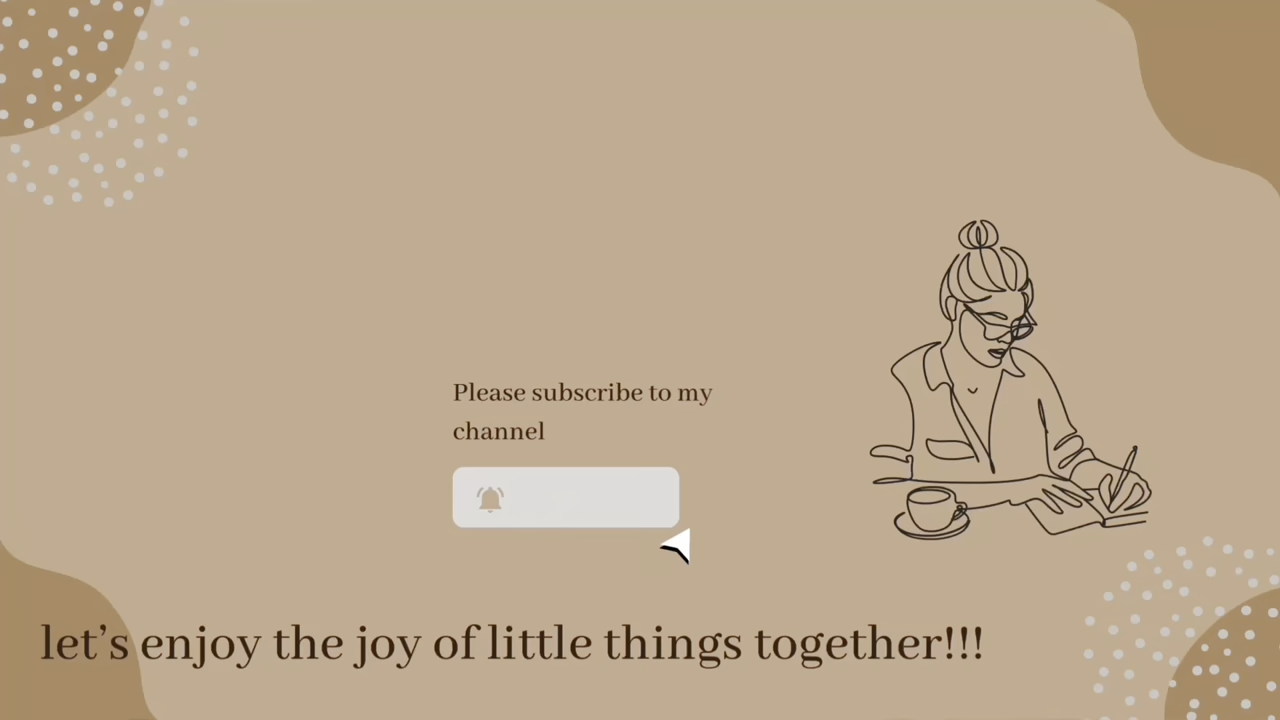 Please subscribe to my
channel
let’s enjoy the joy of little things together!!!